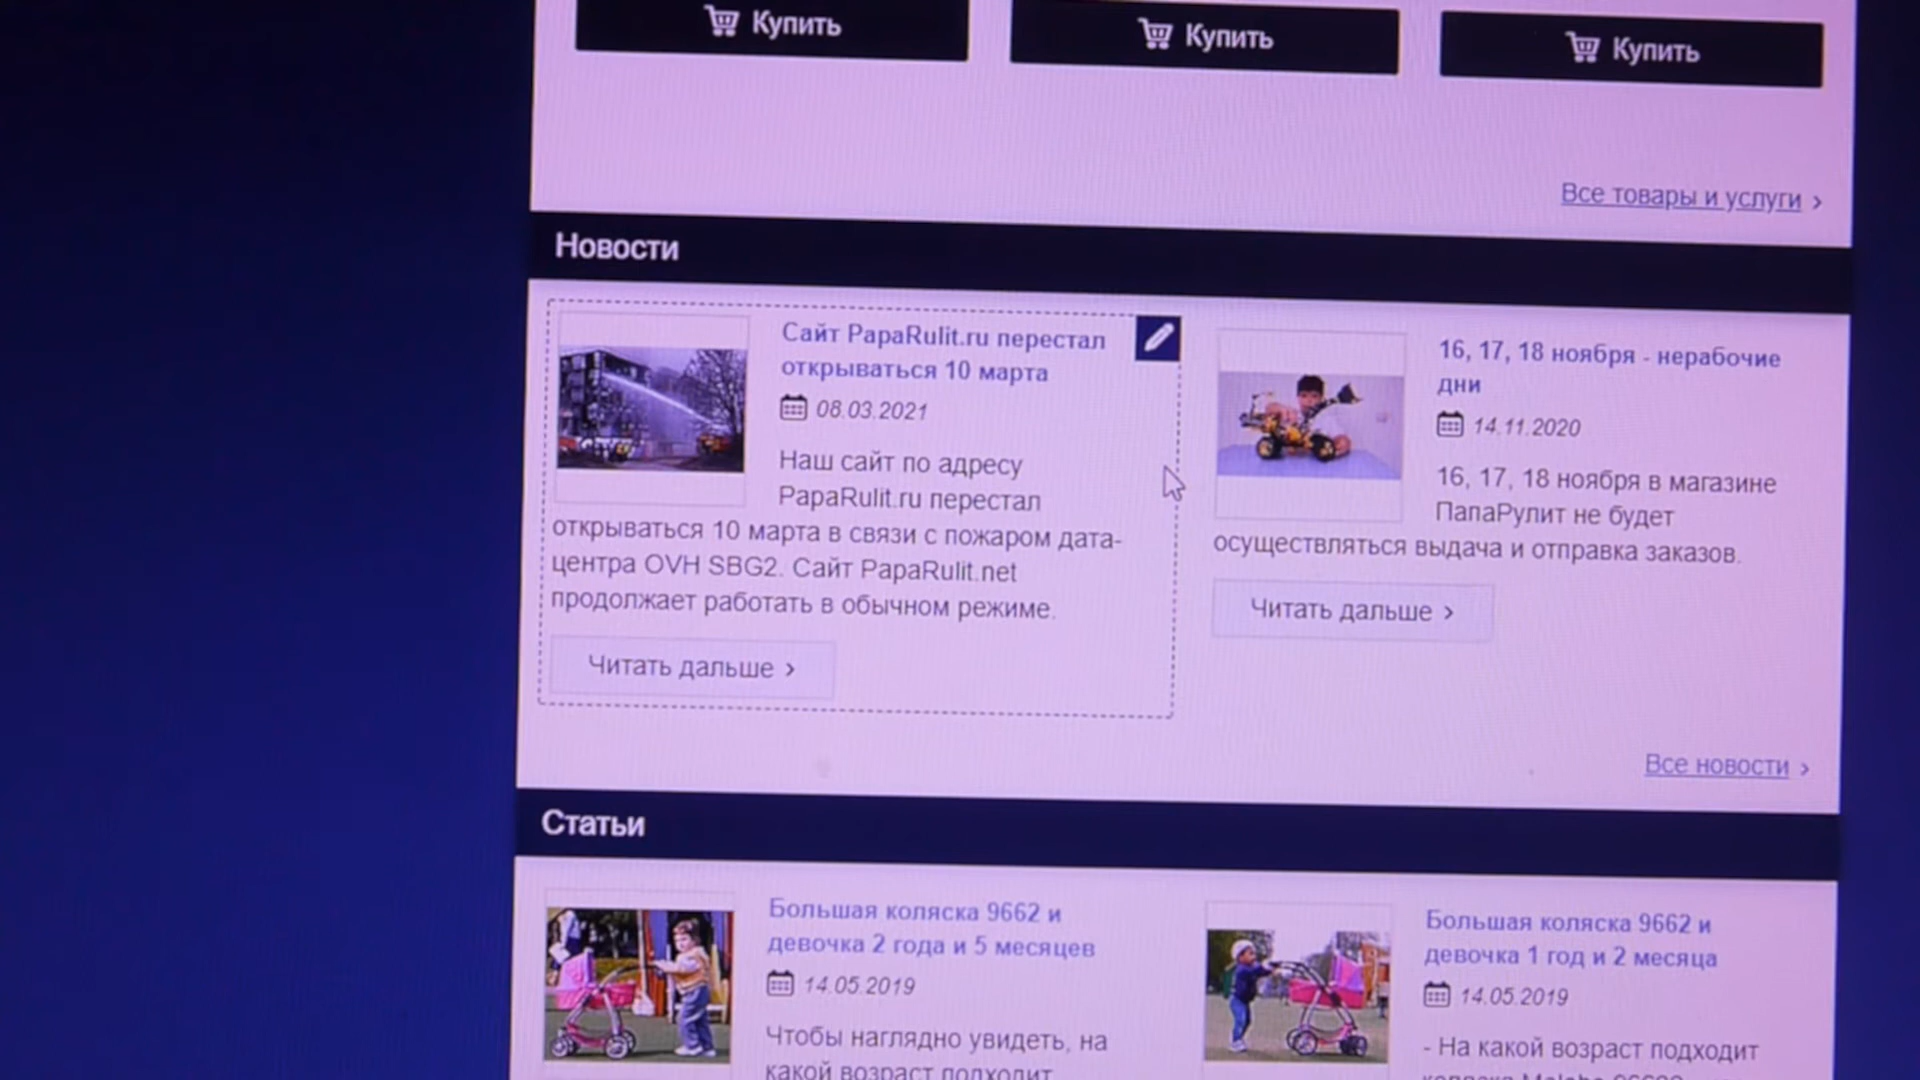 Купить
Купить
Купить
Все товары и услуги ›
Новости
Сайт PapaRulit.ru перестал
открываться 10 марта
08.03.2021
Наш сайт по адресу
PapaRulit.ru перестал
открываться 10 марта в связи с пожаром дата-
центра OVH SBG2. Сайт PapaRulit.net
продолжает работать в обычном режиме.
Читать дальше ›
16, 17, 18 ноября - нерабочие
дни
14.11.2020
16, 17, 18 ноября в магазине
ПапаРулит не будет
осуществляться выдача и отправка заказов.
Читать дальше ›
Все новости ›
Статьи
Большая коляска 9662 и
девочка 2 года и 5 месяцев
14.05.2019
Чтобы наглядно увидеть, на
какой возраст подходит
Большая коляска 9662 и
девочка 1 год и 2 месяца
14.05.2019
- На какой возраст подходит
коляска